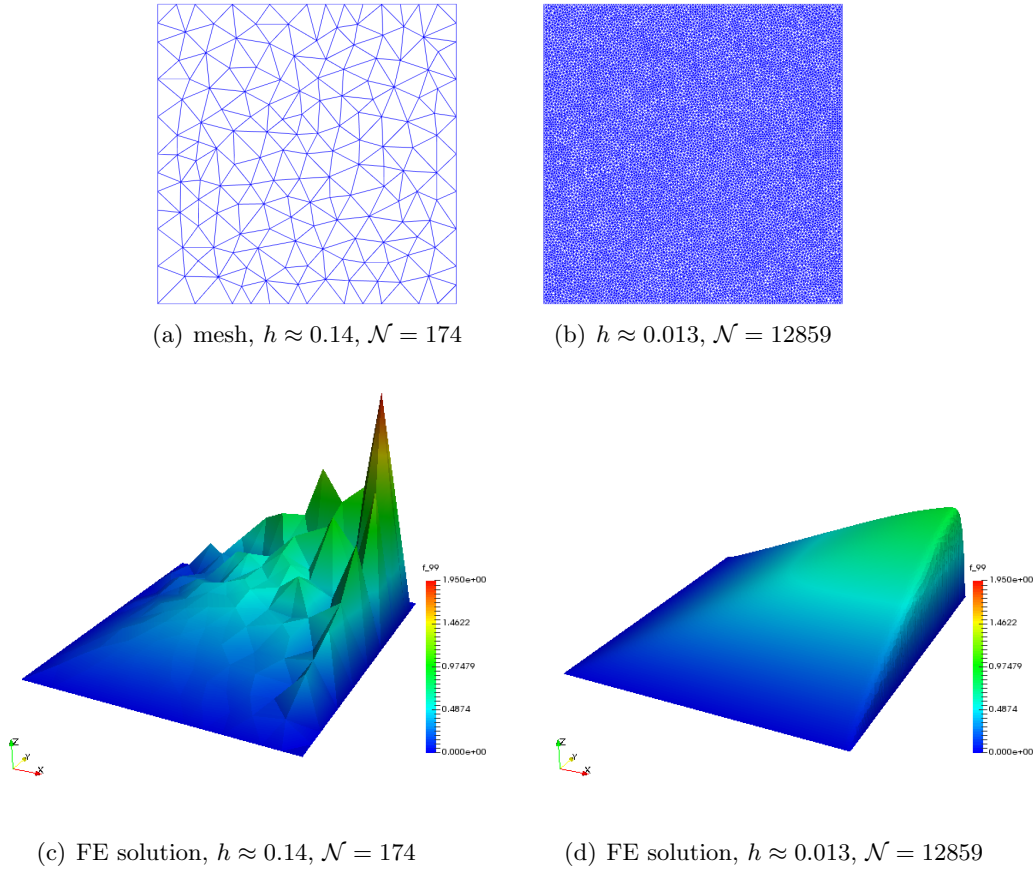 (a) mesh, h ≈ 0.14, 𝒩 = 174
(b) h ≈ 0.013, 𝒩 = 12859
f_99
1.950e+00
1.4622
0.97479
0.4874
0.000e+00
Z
Y
X
f_99
1.950e+00
1.4622
0.97479
0.4874
0.000e+00
Z
Y
X
(c) FE solution, h ≈ 0.14, 𝒩 = 174
(d) FE solution, h ≈ 0.013, 𝒩 = 12859